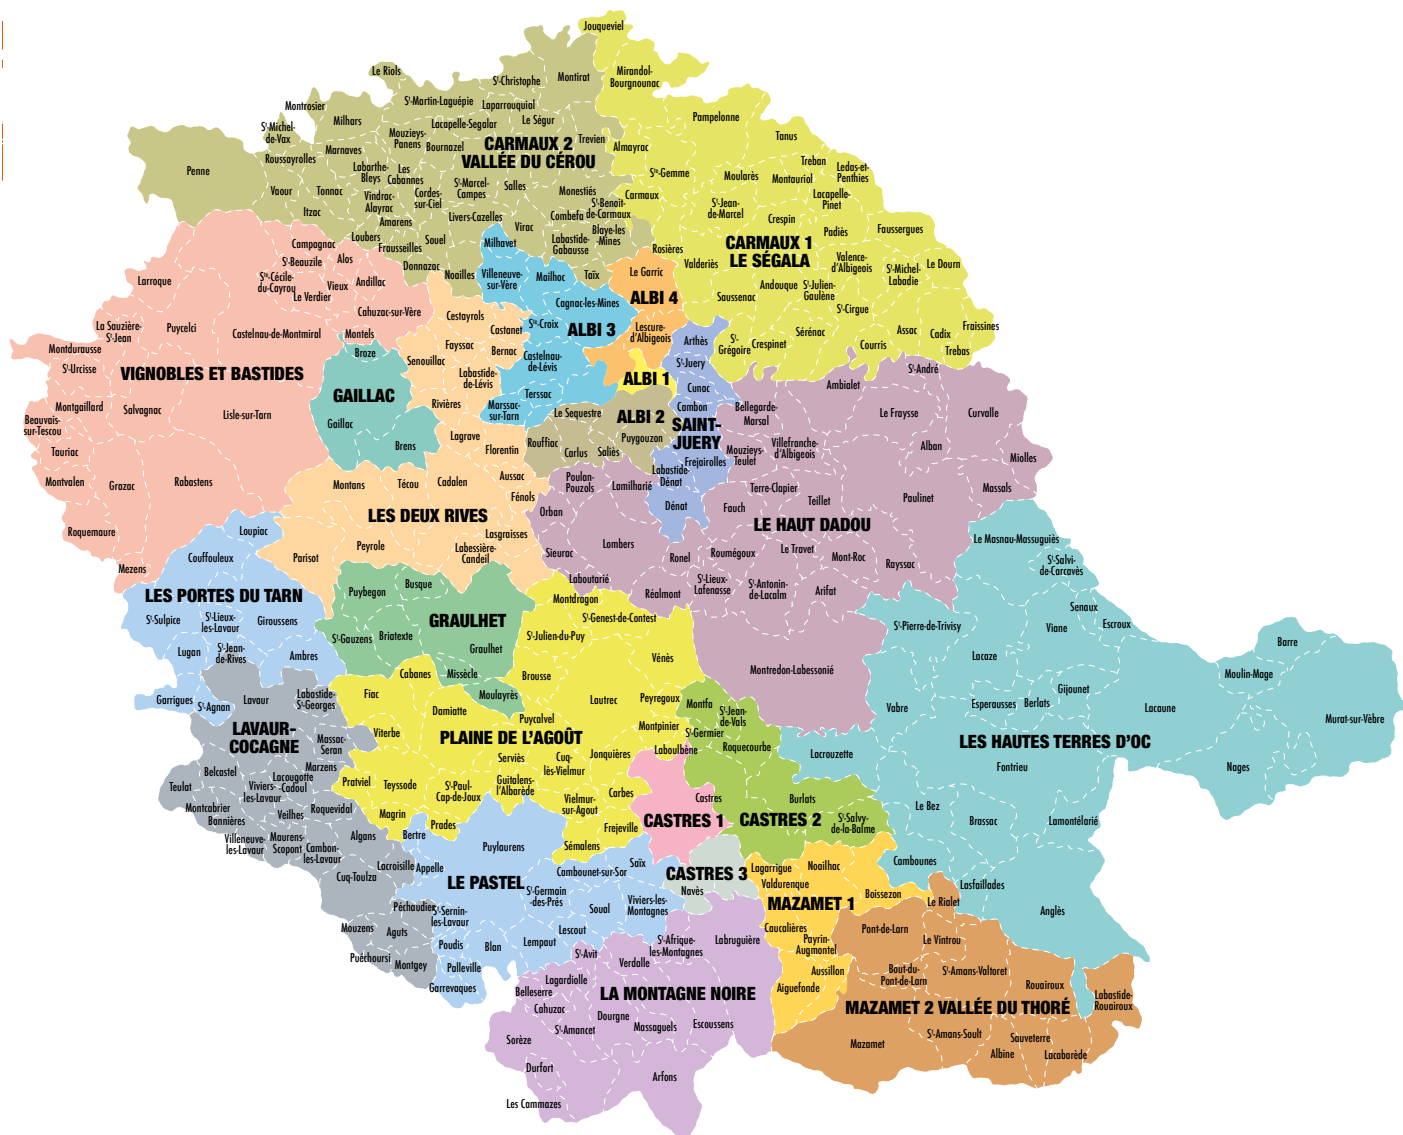 Jouqueviel
Le Riols
Sᵗ-Christophe
Montirat
Mirandol-
Bourgnounac
Montrosier
Sᵗ-Martin-Laguépie
Laparrouquial
Pampelonne
Sᵗ-Michel-
de-Vax
Milhars
Lacapelle-Segalar
Le Ségur
Mouzieys-
Panens
Bournazel
Trevien
Almayrac
Tanus
CARMAUX 2
VALLÉE DU CÉROU
Marnaves
Roussayrolles
Penne
Labarthe-
Bleys
Les
Cabannes
Vaour
Tonnac
Itzac
Vindrac-
Alayrac
Cordes-
sur-Ciel
Sᵗ-Marcel-
Campes
Salles
Monestiés
Sᵗ-Benoit-
de-Carmaux
Carmaux
Sᵗᵉ-Gemme
Moularès
Treban
Montauriol
Ledas-et-
Penthies
Lacapelle-
Pinet
Sᵗ-Jean-
de-Marcel
Crespin
Padiès
Faussergues
Amarens
Livers-Cazelles
Virac
Combefa
Blaye-les
-Mines
Labastide-
Gabausse
Loubers
Frausseilles
Souel
Donnazac
Noailles
Taïx
Rosières
Valderiès
CARMAUX 1
LE SÉGALA
Valence-
d'Albigeois
Sᵗ-Michel-
Labadie
Le Dourn
Andouque
Sᵗ-Julien-
Gaulène
Saussenac
Sᵗ-Cirgue
Sérénac
Assac
Cadix
Fraissines
Trebas
Courris
Crespinet
Sᵗ-
Grégoire
Campagnac
Sᵗ-Beauzile
Alos
Sᵗᵉ-Cécile-
du-Cayrou
Vieux
Andillac
Le Verdier
Larroque
Cahuzac-sur-Vère
La Sauzière-
Sᵗ-Jean
Puycelci
Castelnau-de-Montmiral
Montels
Montdurausse
Sᵗ-Urcisse
VIGNOBLES ET BASTIDES
Montgaillard
Salvagnac
Lisle-sur-Tarn
Beauvais-
sur-Tescou
Tauriac
Montvalen
Grazac
Rabastens
Roquemaure
Mezens
Milhavet
Villeneuve-
sur-Vère
Mailhoc
Cagnac-les-Mines
Sᵗᵉ-Croix
ALBI 3
Castelnau-
de-Lévis
Terssac
Marssac-
sur-Tarn
Le Garric
ALBI 4
Lescure-
d'Albigeois
ALBI 1
ALBI 2
Le Sequestre
Rouffiac
Carlus
Saliès
Puygouzon
Arthès
Sᵗ-Juery
Cunac
Cambon
SAINT-
JUERY
Frejairolles
Labastide-
Dénat
Dénat
Cestayrols
Castanet
Fayssac
Bernac
Senouillac
Labastide-
de-Lévis
Rivières
Lagrave
Florentin
Aussac
Fénols
Montans
Técou
Cadalen
LES DEUX RIVES
Lasgraisses
Labessière-
Candeil
Peyrole
Parisot
Broze
GAILLAC
Gaillac
Brens
Sᵗ-André
Ambialet
Bellegarde-
Marsal
Le Fraysse
Curvalle
Villefranche-
d'Albigeois
Alban
Mouzieys-
Teulet
Miolles
Massals
Terre-Clapier
Teillet
Paulinet
Fauch
LE HAUT DADOU
Poulan-
Pouzols
Lamilharié
Orban
Lombers
Sieurac
Ronel
Roumégoux
Le Travet
Mont-Roc
Rayssac
Laboutarié
Réalmont
Sᵗ-Lieux-
Lafenasse
Sᵗ-Antonin-
de-Lacalm
Arifat
Montredon-Labessonié
Loupiac
Couffouleux
LES PORTES DU TARN
Sᵗ-Sulpice
Sᵗ-Lieux-
les-Lavaur
Giroussens
Lugan
Sᵗ-Jean-
de-Rives
Ambres
Garrigues
Sᵗ-Agnan
Puybegon
Busque
GRAULHET
Sᵗ-Gauzens
Briatexte
Graulhet
Missècle
Moulayrès
Montdragon
Sᵗ-Genest-de-Contest
Sᵗ-Julien-du-Puy
Vénès
Cabanes
Fiac
Brousse
Lautrec
Peyregoux
Damiatte
Puycalvel
Montpinier
Viterbe
PLAINE DE L'AGOÛT
Laboulbène
Serviès
Cuq-
lès-Vielmur
Jonquières
Pratviel
Teyssode
Sᵗ-Paul-
Cap-de-Joux
Guitalens-
l'Albarède
Vielmur-
sur-Agout
Carbes
Magrin
Prades
Frejeville
Sémalens
Lavaur
Labastide-
Sᵗ-Georges
LAVAUR-
COCAGNE
Massac-
Seran
Marzens
Belcastel
Lacougotte
-Cadoul
Teulat
Viviers-
les-Lavaur
Montcabrier
Bannières
Veilhes
Roquevidal
Villeneuve-
les-Lavaur
Maurens-
Scopont
Cambon-
les-Lavaur
Algans
Lacroisille
Cuq-Toulza
Péchaudier
Mouzens
Aguts
Puéchoursi
Montgey
Bertre
Appelle
Puylaurens
LE PASTEL
Cambounet-sur-Sor
Saïx
Sᵗ-Germain
-des-Prés
Soual
Viviers-les-
Montagnes
Sᵗ-Sernin-
les-Lavaur
Lescout
Lempaut
Poudis
Blan
Palleville
Garrevaques
Montfa
Sᵗ-Jean-
de-Vals
Sᵗ-Germier
Roquecourbe
Burlats
CASTRES 2
Sᵗ-Salvy-
de-la-Balme
Castres
CASTRES 1
CASTRES 3
Navès
Le Masnau-Massuguiès
Sᵗ-Salvi-
de-Carcavès
Senaux
Escroux
Viane
Sᵗ-Pierre-de-Trivisy
Lacaze
Barre
Moulin-Mage
Gijounet
Vabre
Esperausses
Berlats
Lacaune
Murat-sur-Vèbre
LES HAUTES TERRES D'OC
Lacrouzette
Fontrieu
Nages
Le Bez
Brassac
Lamontélarié
Cambounes
Lasfaillades
Anglès
Lagarrigue
Noailhac
Valdurenque
Boissezon
MAZAMET 1
Caucalières
Payrin-
Augmontel
Aussillon
Aiguefonde
Le Rialet
Pont-de-Larn
Le Vintrou
Bout-du-
Pont-de-Larn
Sᵗ-Amans-Valtoret
Rouairoux
Labastide-
Rouairoux
MAZAMET 2 VALLÉE DU THORÉ
Mazamet
Sᵗ-Amans-Soult
Sauveterre
Albine
Lacabarède
Sᵗ-Afrique-
les-Montagnes
Labruguière
Sᵗ-Avit
Verdalle
Lagardiolle
Belleserre
LA MONTAGNE NOIRE
Cahuzac
Dourgne
Massaguels
Escoussens
Sᵗ-Amancet
Sorèze
Durfort
Arfons
Les Cammazes